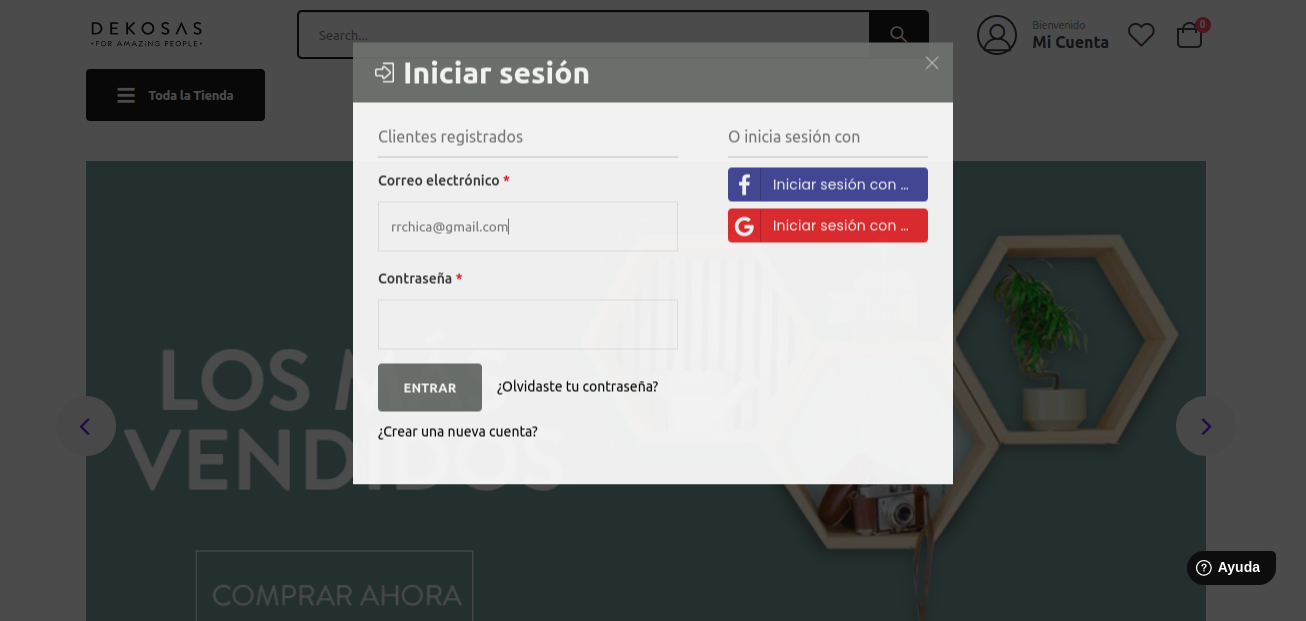 DEKOSAS
•FOR AMAZING PEOPLE•
Search...
Bienvenido
Mi Cuenta
0
Toda la Tienda
Iniciar sesión
Clientes registrados
O inicia sesión con
Correo electrónico *
Iniciar sesión con ...
rrchica@gmail.com
Iniciar sesión con ...
Contraseña *
ENTRAR
¿Olvidaste tu contraseña?
¿Crear una nueva cuenta?
LOS MÁS
VENDIDOS
COMPRAR AHORA
Ayuda